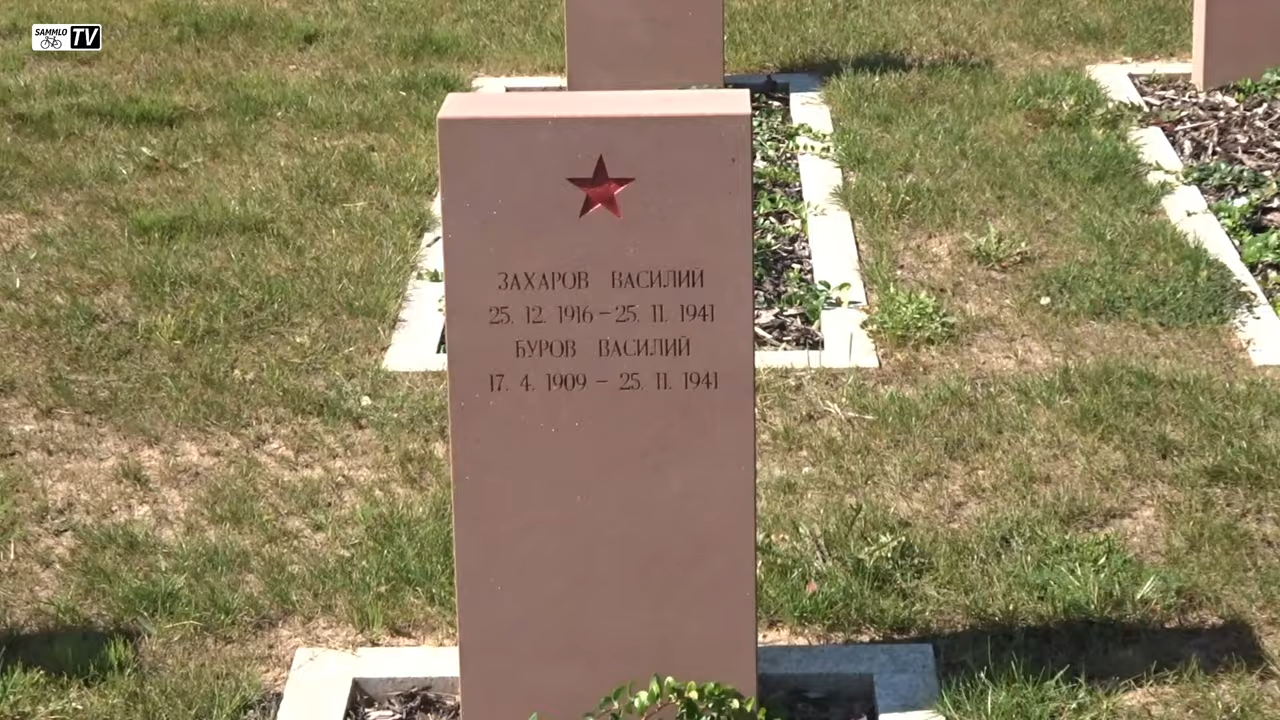 SAMMLO TV
ЗАХАРОВ ВАСИЛИЙ
25. 12. 1916 – 25. 11. 1941
БУРОВ ВАСИЛИЙ
17. 4. 1909 – 25. 11. 1941